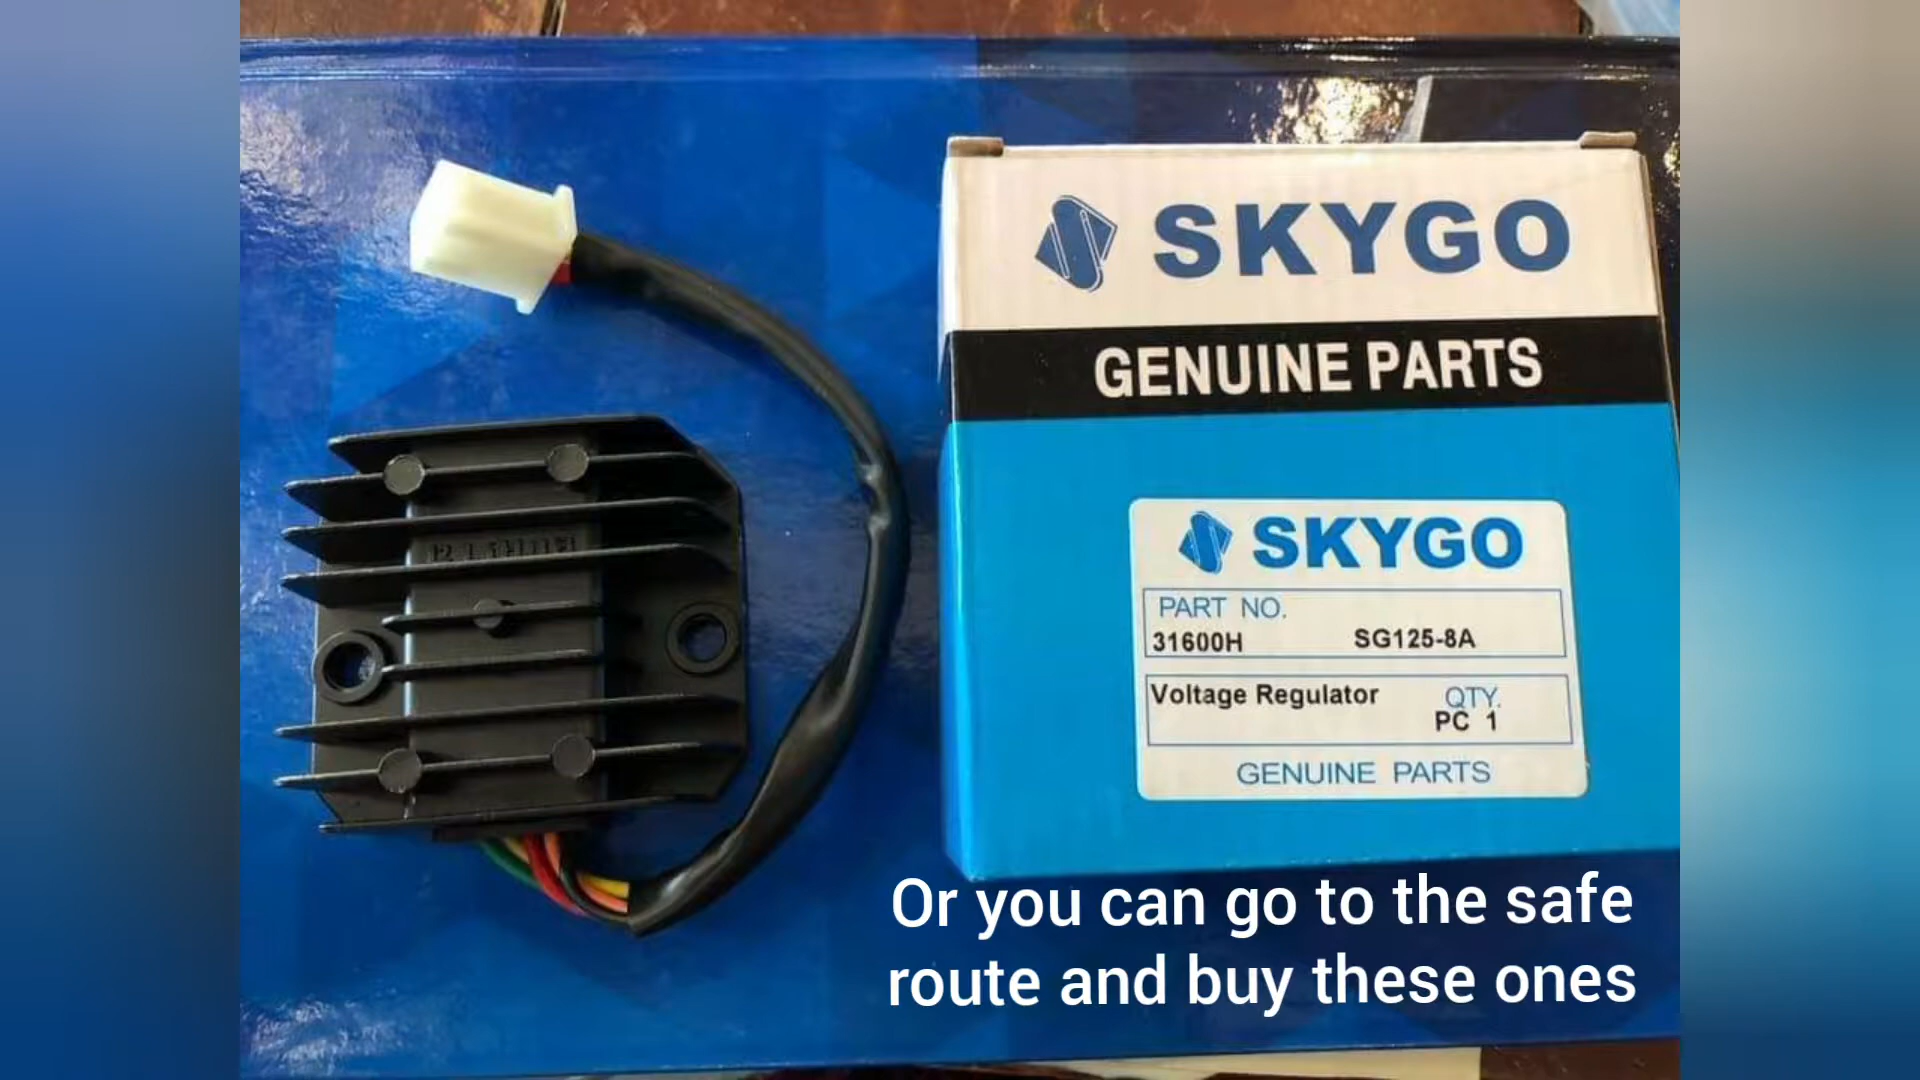 SKYGO
GENUINE PARTS
SKYGO
PART NO.
31600H SG125-8A
Voltage Regulator QTY.
PC 1
GENUINE PARTS
Or you can go to the safe
route and buy these ones